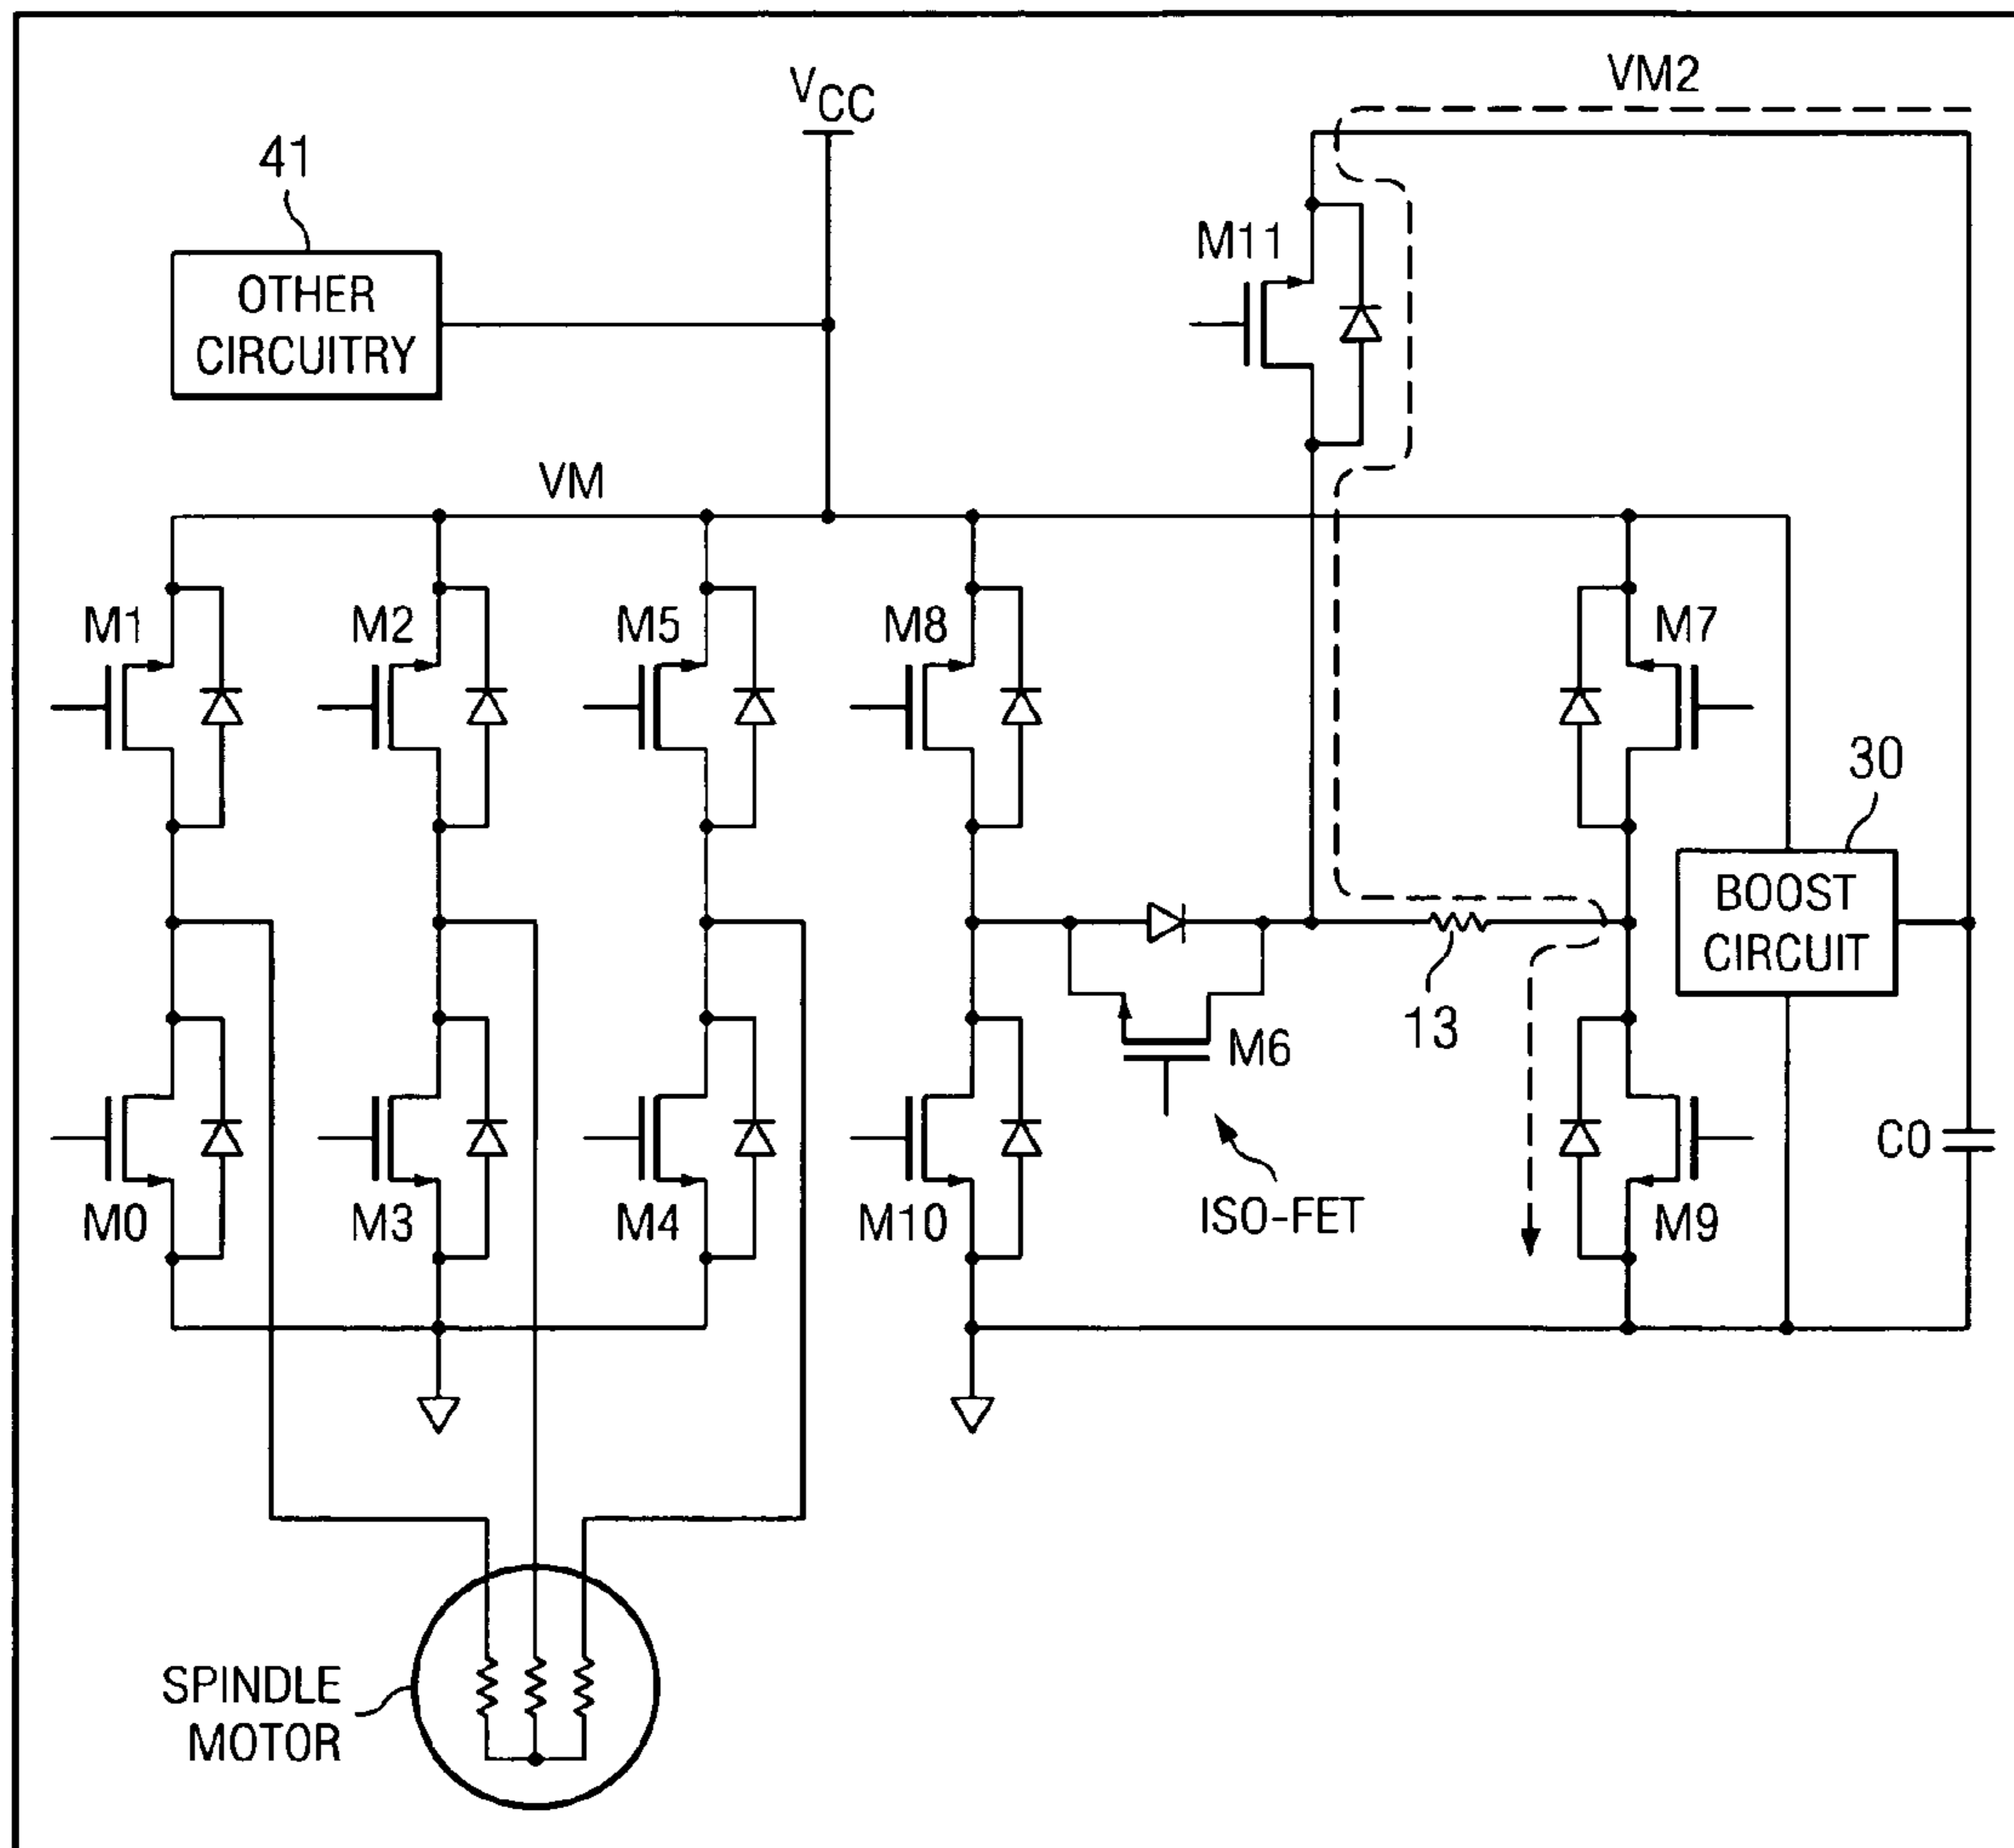 VM2
VCC
41
OTHER
CIRCUITRY
M11
VM
M1
M2
M5
M8
M7
30
BOOST
CIRCUIT
13
M6
C0
M0
M3
M4
M10
ISO-FET
M9
SPINDLE
MOTOR